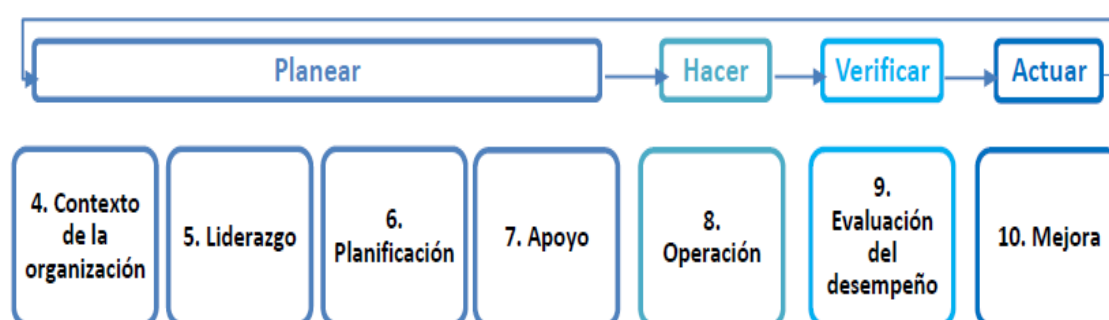 Planear
Hacer
Verificar
Actuar
4. Contexto
de la
organización
5. Liderazgo
6.
Planificación
7. Apoyo
8.
Operación
9.
Evaluación
del
desempeño
10. Mejora